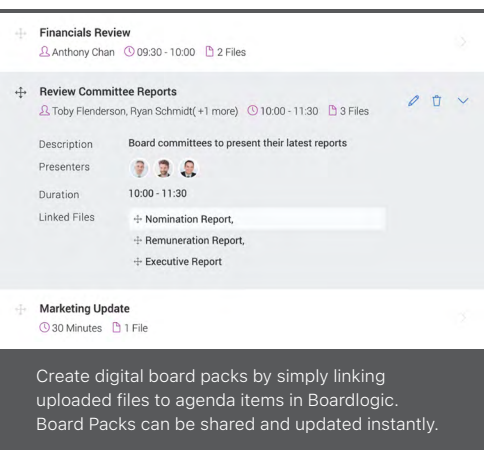 Financials Review
Anthony Chan 09:30 - 10:00 2 Files
Review Committee Reports
Toby Flenderson, Ryan Schmidt( +1 more) 10:00 - 11:30 3 Files
Description Board committees to present their latest reports
Presenters
Duration 10:00 - 11:30
Linked Files Nomination Report,
Remuneration Report,
Executive Report
Marketing Update
30 Minutes 1 File
Create digital board packs by simply linking
uploaded files to agenda items in Boardlogic.
Board Packs can be shared and updated instantly.